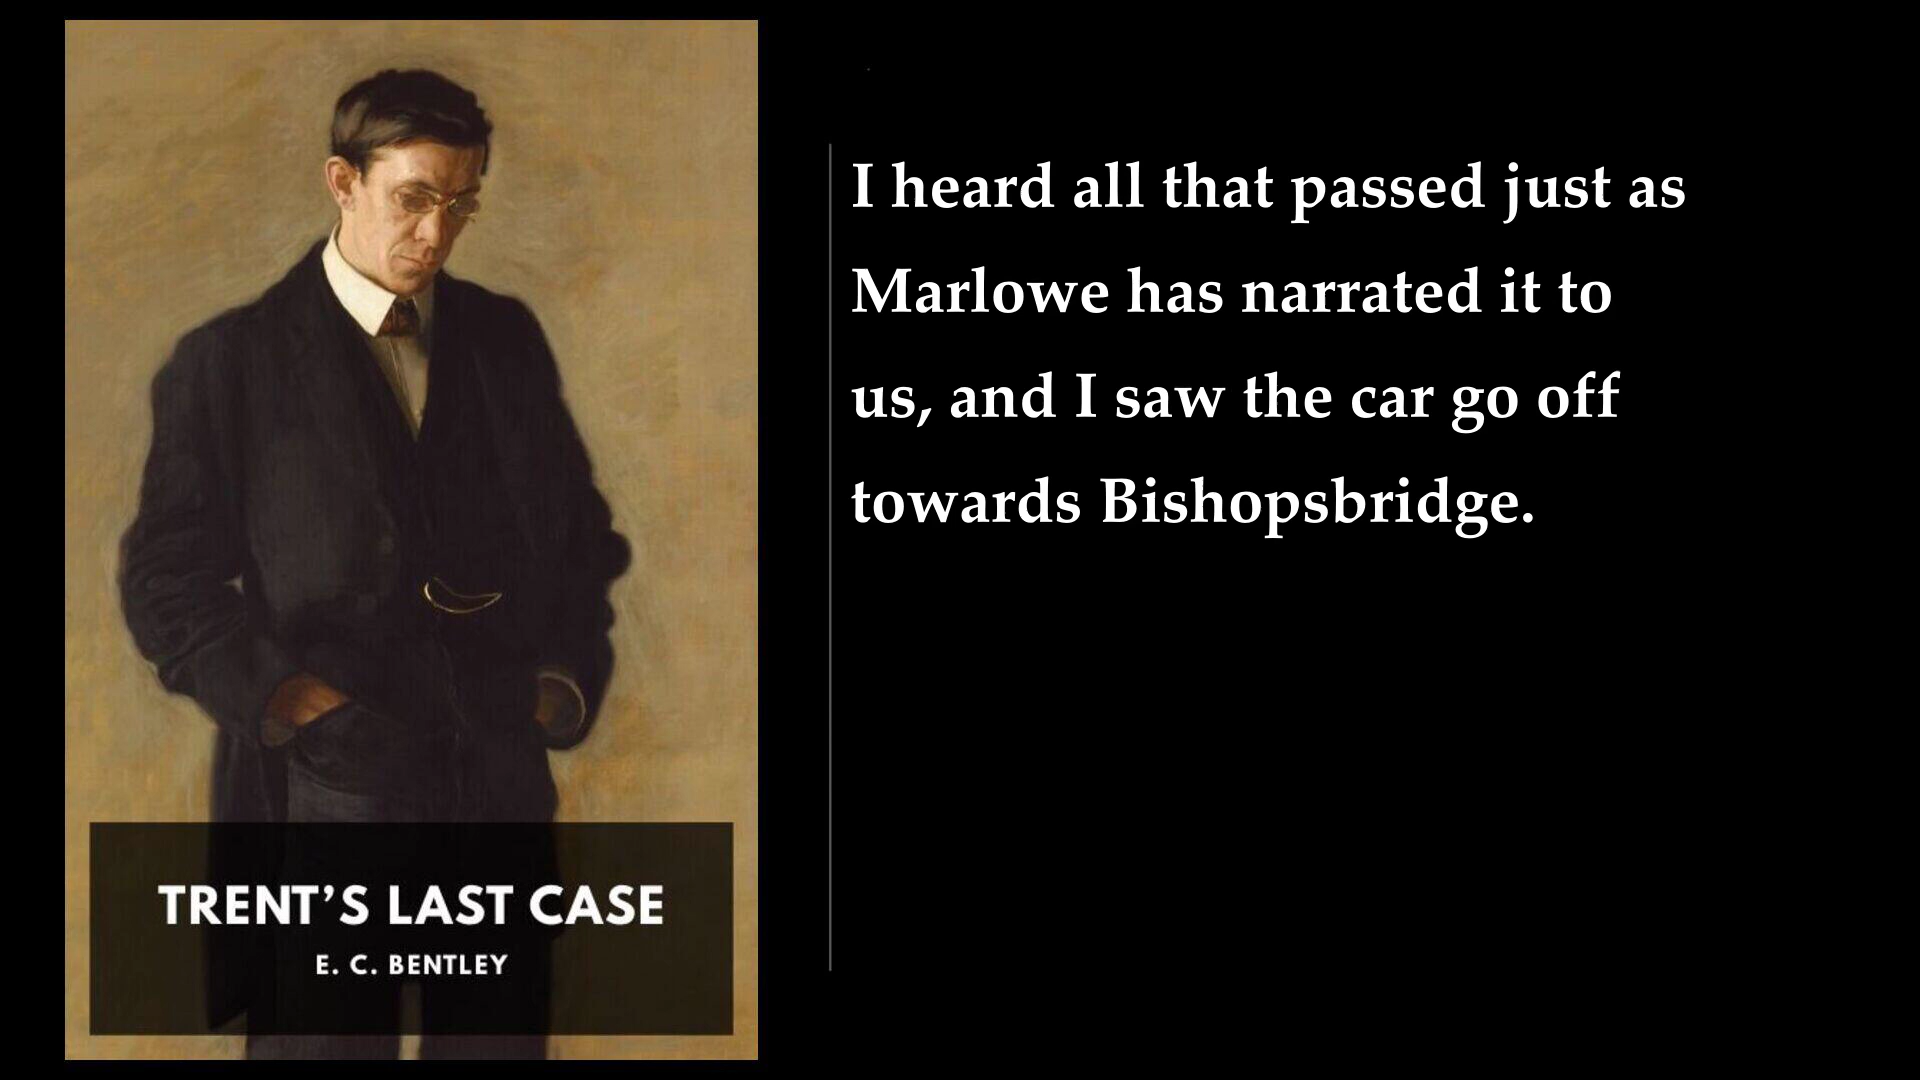 I heard all that passed just as
Marlowe has narrated it to
us, and I saw the car go off
towards Bishopsbridge.
TRENT’S LAST CASE
E. C. BENTLEY